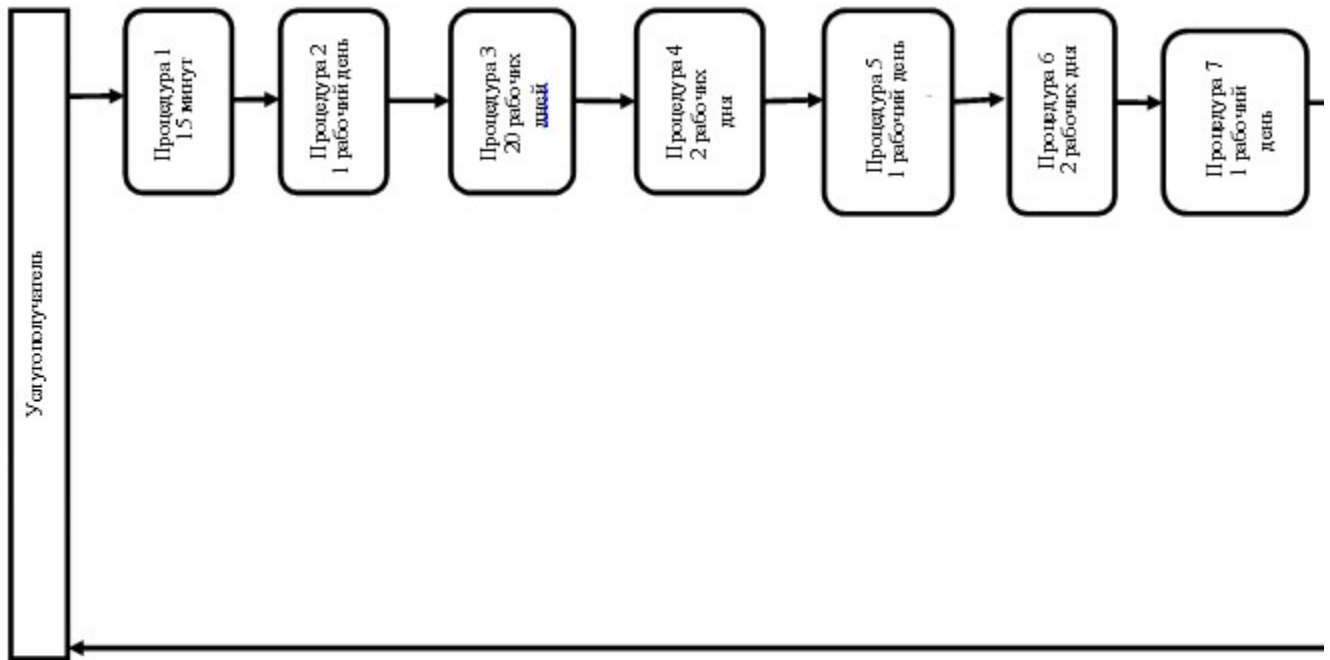 Услугополучатель
Процедура 1
15 минут
Процедура 2
1 рабочий день
Процедура 3
20 рабочих
дней
Процедура 4
2 рабочих
дня
Процедура 5
1 рабочий день
Процедура 6
2 рабочих дня
Процедура 7
1 рабочий
день